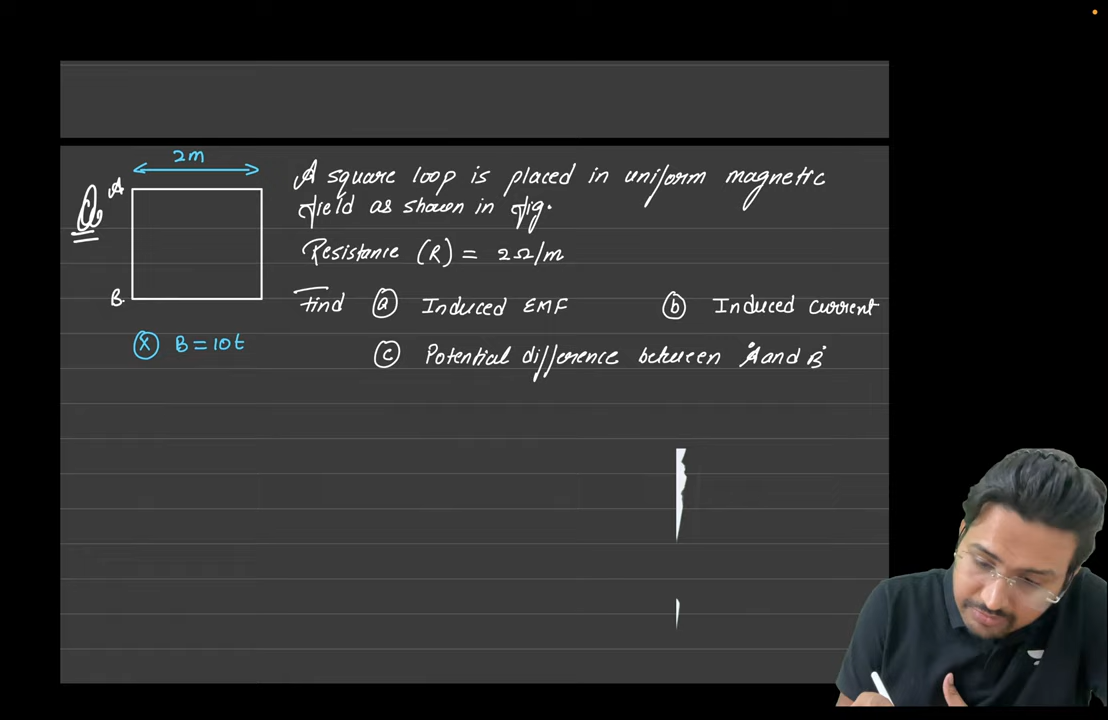 2m
A
Q
B.
ⓧ B = 10t
A square loop is placed in uniform magnetic
field as shown in fig.
Resistance (R) = 2Ω/m
Find ⓐ Induced EMF ⓑ Induced current
ⓒ Potential difference between A and B